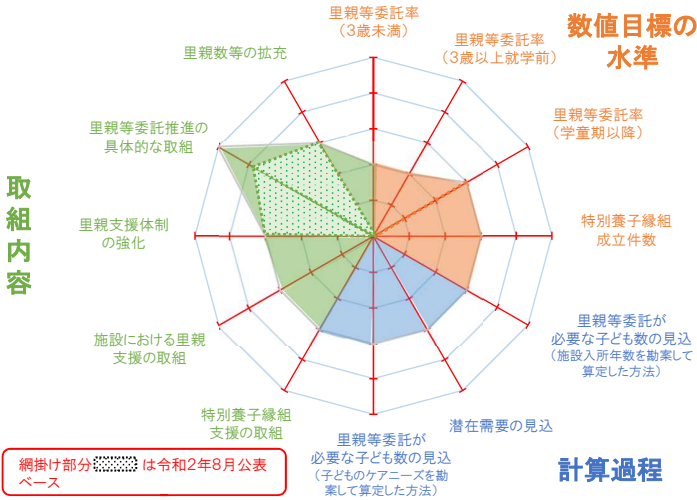 里親等委託率
（3歳未満）
里親等委託率
（3歳以上就学前）
数値目標の
水準
里親等委託率
（学童期以降）
特別養子縁組
成立件数
里親等委託が
必要な子ども数の見込
（施設入所年数を勘案して
算定した方法）
潜在需要の見込
計算過程
里親等委託が
必要な子ども数の見込
（子どものケアニーズを勘
案して算定した方法）
特別養子縁組
支援の取組
施設における里親
支援の取組
里親支援体制
の強化
里親等委託推進の
具体的な取組
里親数等の拡充
取
組
内
容
網掛け部分 は令和2年8月公表
ベース